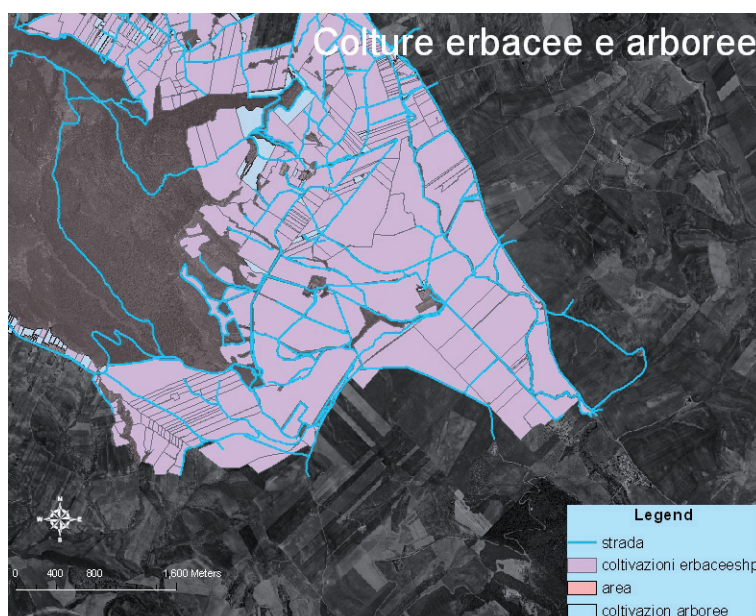 Colture erbacee e arboree
N
W E
S
0 400 800 1,600 Meters
Legend
strada
coltivazioni erbaceeshp
area
coltivazion arboree